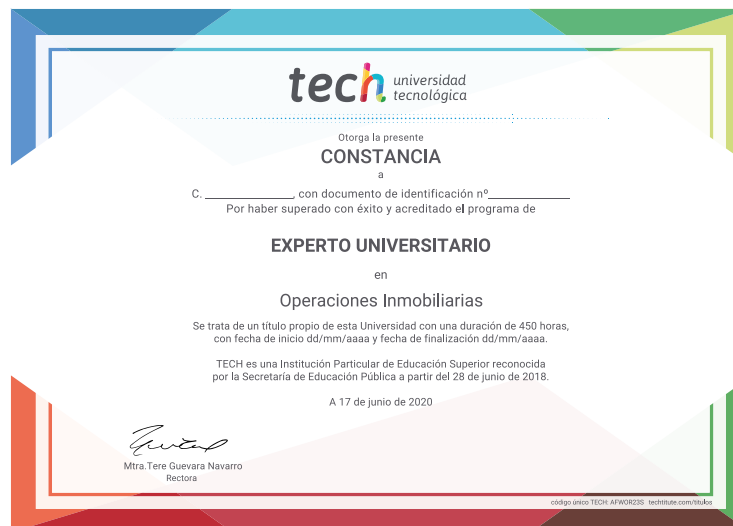 tech universidad
tecnológica
Otorga la presente
CONSTANCIA
a
C. ______________, con documento de identificación nº______________
Por haber superado con éxito y acreditado el programa de
EXPERTO UNIVERSITARIO
en
Operaciones Inmobiliarias
Se trata de un título propio de esta Universidad con una duración de 450 horas,
con fecha de inicio dd/mm/aaaa y fecha de finalización dd/mm/aaaa.
TECH es una Institución Particular de Educación Superior reconocida
por la Secretaría de Educación Pública a partir del 28 de junio de 2018.
A 17 de junio de 2020
Mtra.Tere Guevara Navarro
Rectora
código único TECH: AFWOR23S techtitute.com/titulos